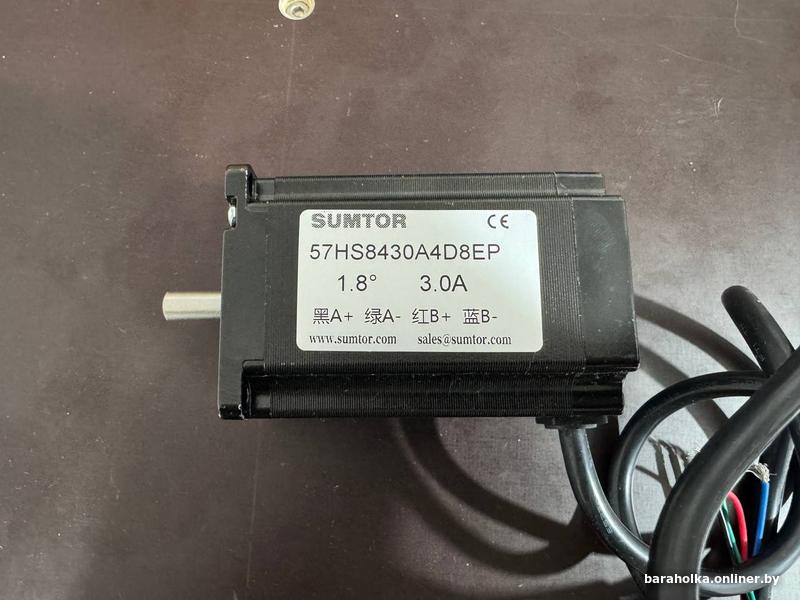 SUMTOR CE
57HS8430A4D8EP
1.8° 3.0A
黑A+ 绿A- 红B+ 蓝B-
www.sumtor.com sales@sumtor.com
baraholka.onliner.by